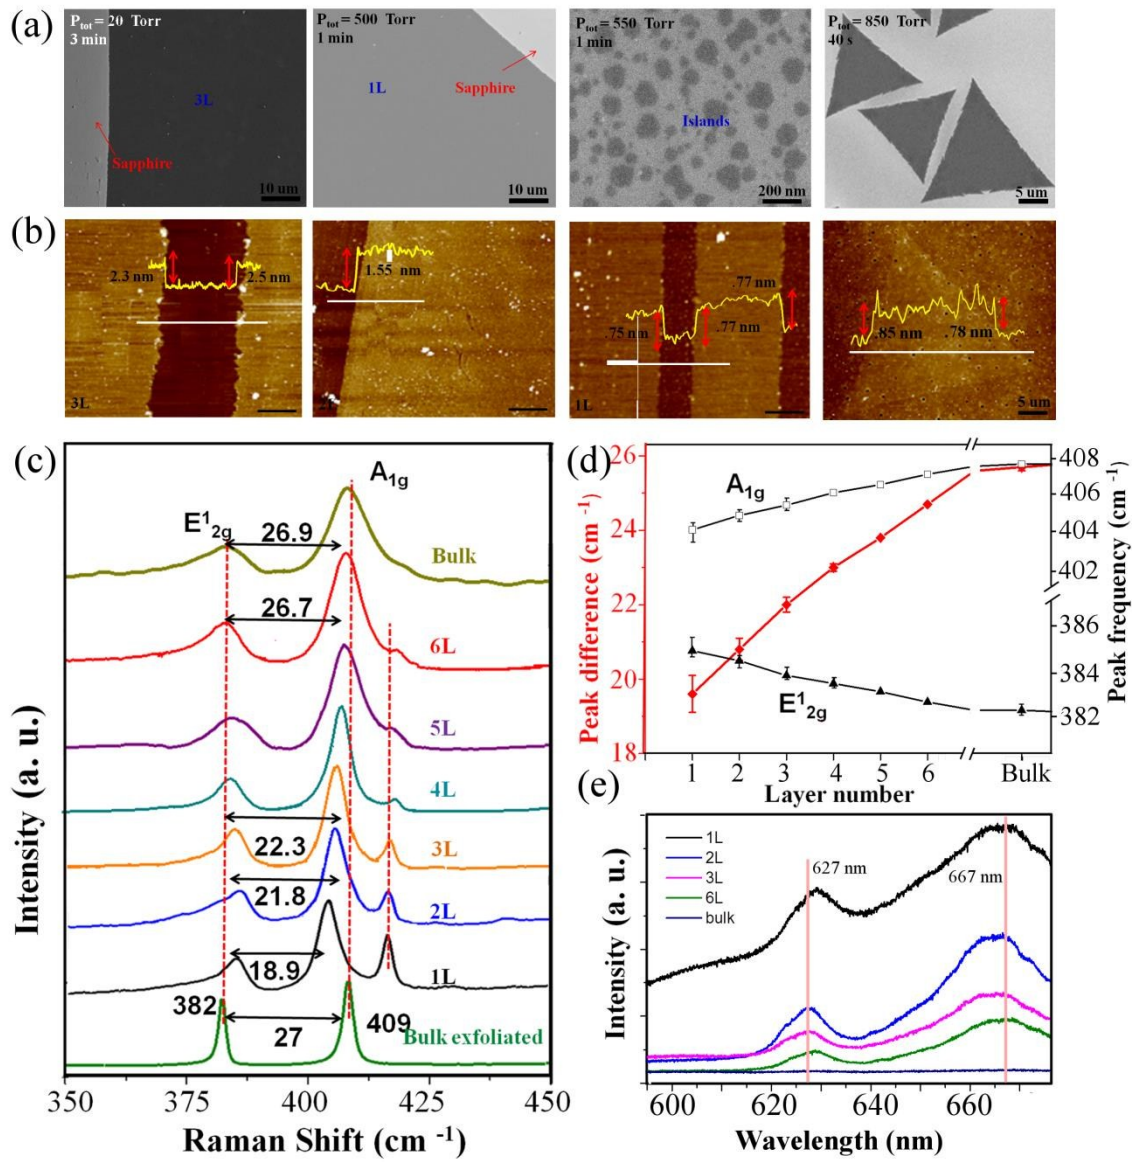 (a)
P_tot = 20 Torr
3 min
3L
Sapphire
10 um
P_tot = 500 Torr
1 min
1L
Sapphire
10 um
P_tot = 550 Torr
1 min
Islands
200 nm
P_tot = 850 Torr
40 s
5 um
(b)
2.3 nm
2.5 nm
3L
1.55 nm
.75 nm
.77 nm
.77 nm
1L
.85 nm
.78 nm
5 um
(c)
E¹₂g
A₁g
26.9
Bulk
26.7
6L
5L
4L
22.3
3L
21.8
2L
18.9
1L
382
27
409
Bulk exfoliated
350 375 400 425 450
Raman Shift (cm ⁻¹)
Intensity (a. u.)
(d)
26
24
22
20
18
Peak difference (cm ⁻¹)
A₁g
E¹₂g
408
406
404
402
386
384
382
Peak frequency (cm ⁻¹)
1 2 3 4 5 6 Bulk
Layer number
(e)
1L
2L
3L
6L
bulk
627 nm
667 nm
Intensity (a. u.)
600 620 640 660
Wavelength (nm)